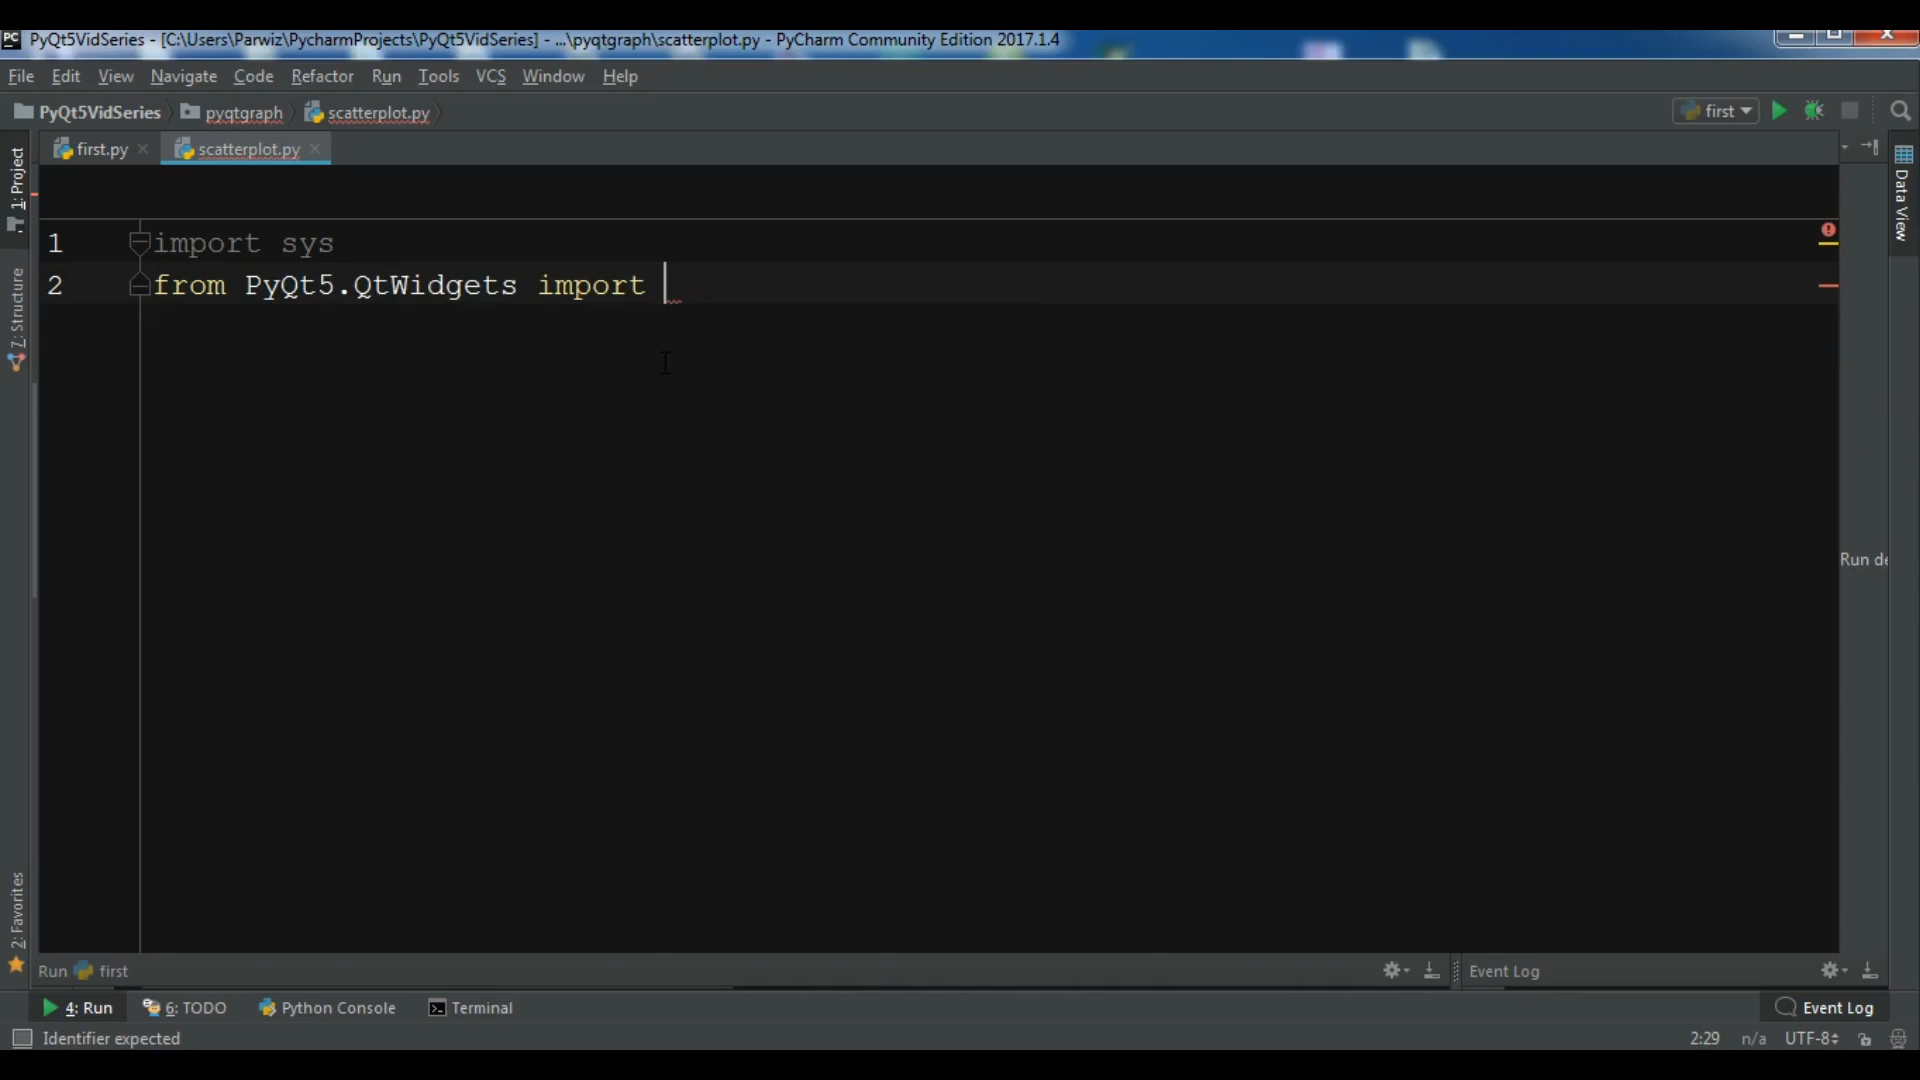 PC PyQt5VidSeries - [C:\Users\Parwiz\PycharmProjects\PyQt5VidSeries] - ...\pyqtgraph\scatterplot.py - PyCharm Community Edition 2017.1.4
File Edit View Navigate Code Refactor Run Tools VCS Window Help
PyQt5VidSeries pyqtgraph scatterplot.py first
first.py scatterplot.py
1: Project
7: Structure
2: Favorites
Data View
1 import sys
2 from PyQt5.QtWidgets import
Run de
Run first Event Log
4: Run 6: TODO Python Console Terminal Event Log
Identifier expected 2:29 n/a UTF-8